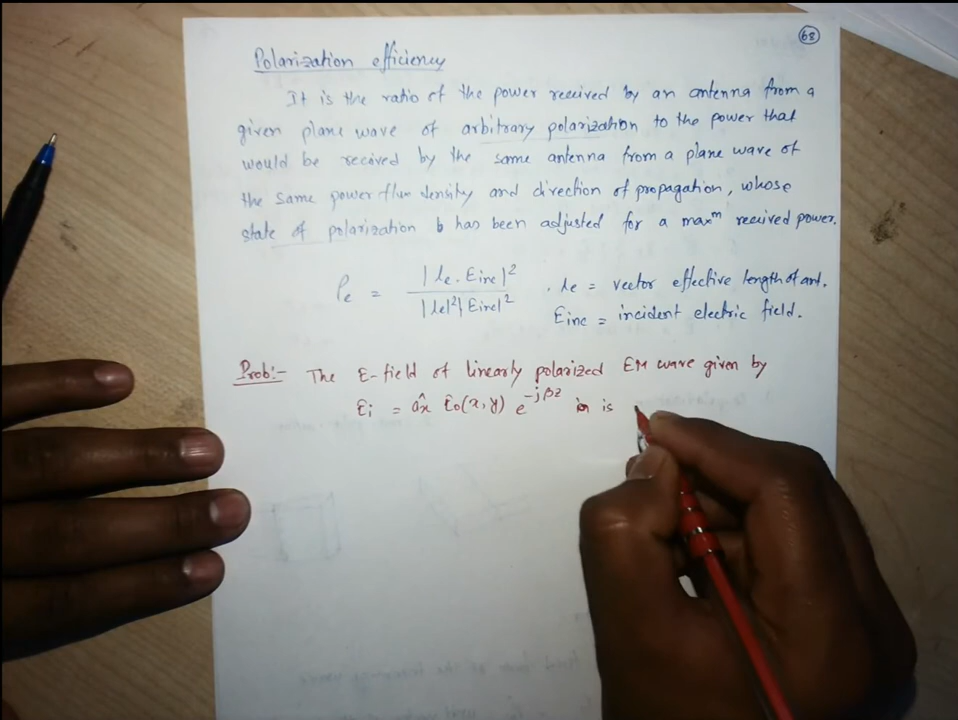 68
Polarization efficiency
It is the ratio of the power received by an antenna from a
given plane wave of arbitrary polarization to the power that
would be recived by the same antenna from a plane wave of
the same power flux density and direction of propagation, whose
state of polarization b has been adjusted for a max^m received power.
Pe = |le . Einc|² / |le|²|Einc|² . le = vector effective length of ant.
Einc = incident electric field.
Prob:- The E-field of linearly polarized EM wave given by
Ei = âx E₀(x,y) e^-jβz is